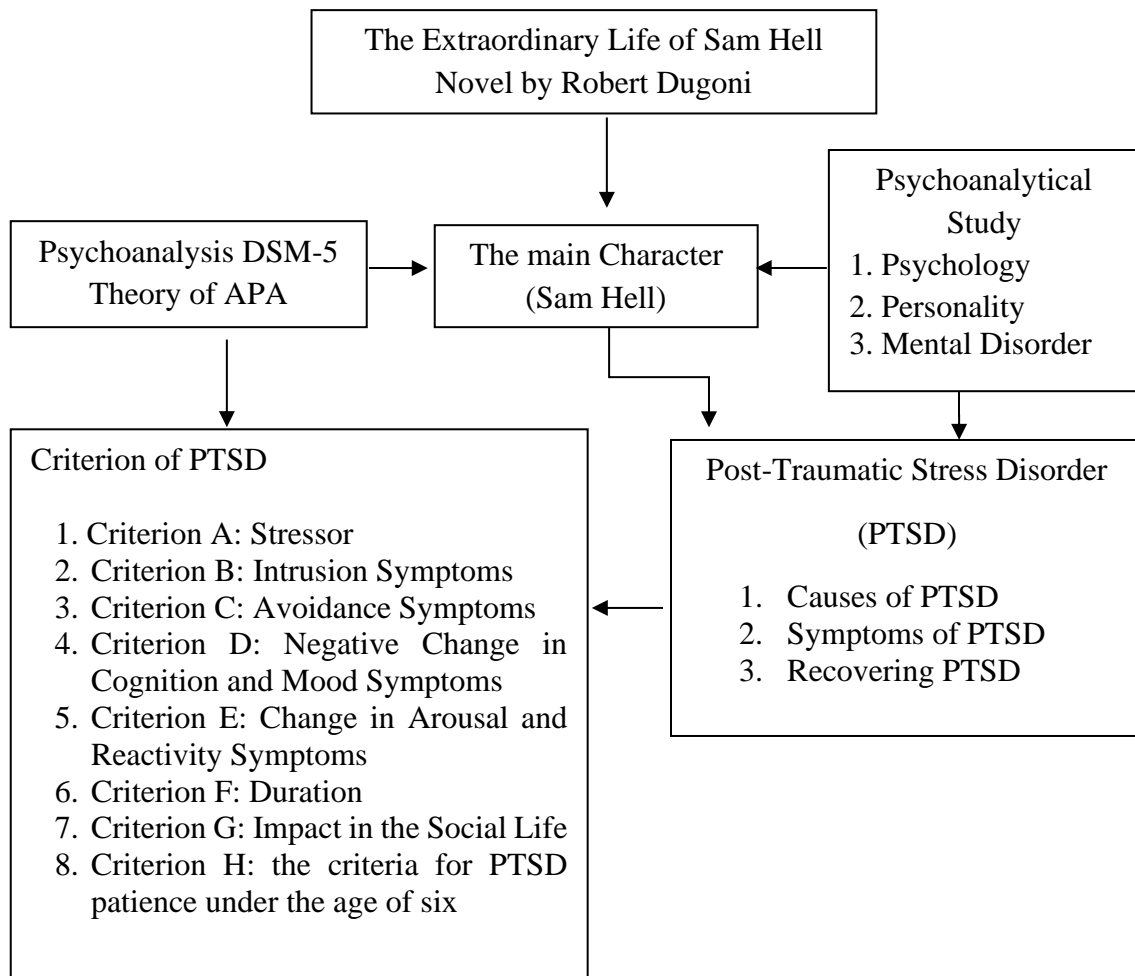 The Extraordinary Life of Sam Hell
Novel by Robert Dugoni
Psychoanalytical
Study
1. Psychology
2. Personality
3. Mental Disorder
Psychoanalysis DSM-5
Theory of APA
The main Character
(Sam Hell)
Criterion of PTSD
1. Criterion A: Stressor
2. Criterion B: Intrusion Symptoms
3. Criterion C: Avoidance Symptoms
4. Criterion D: Negative Change in
Cognition and Mood Symptoms
5. Criterion E: Change in Arousal and
Reactivity Symptoms
6. Criterion F: Duration
7. Criterion G: Impact in the Social Life
8. Criterion H: the criteria for PTSD
patience under the age of six
Post-Traumatic Stress Disorder
(PTSD)
1. Causes of PTSD
2. Symptoms of PTSD
3. Recovering PTSD